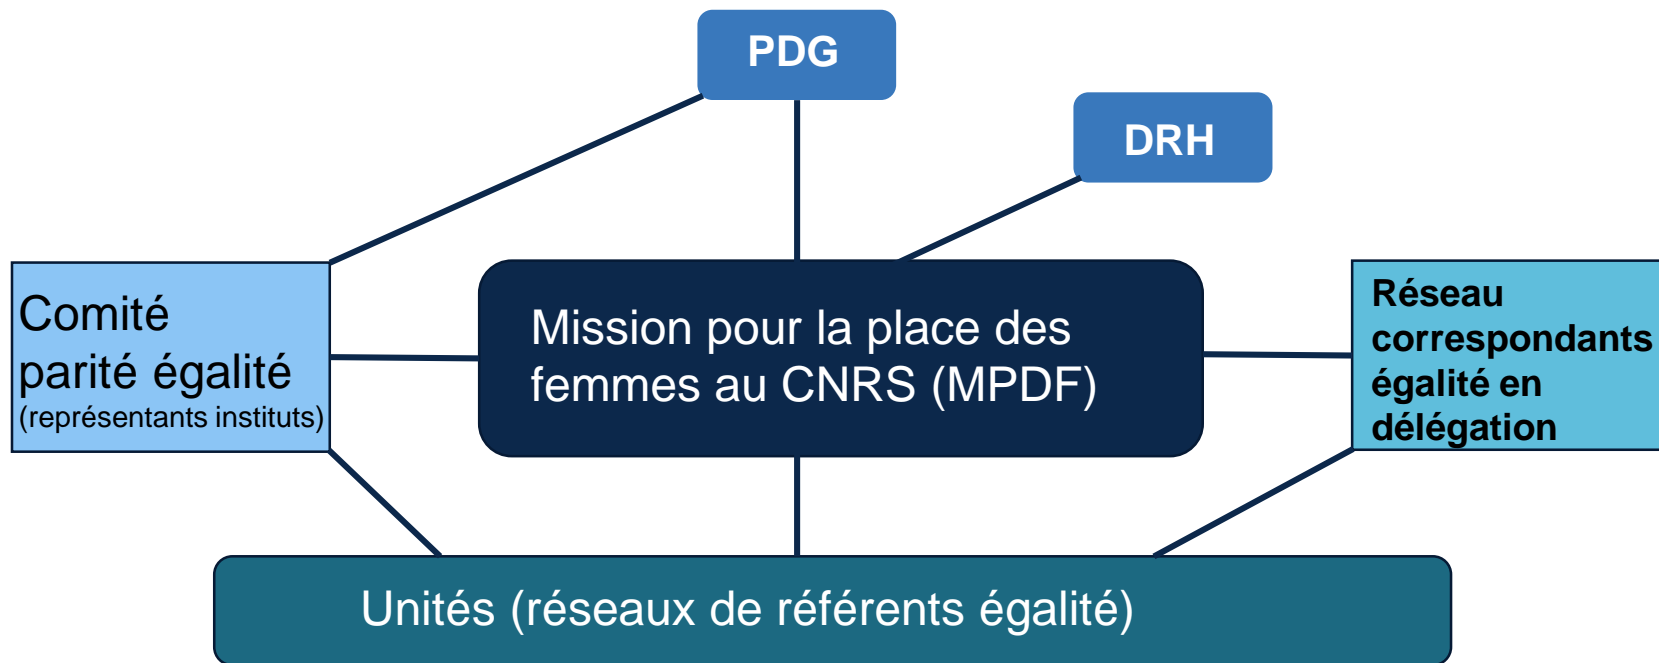 PDG
DRH
Comité
parité égalité
(représentants instituts)
Mission pour la place des
femmes au CNRS (MPDF)
Réseau
correspondants
égalité en
délégation
Unités (réseaux de référents égalité)